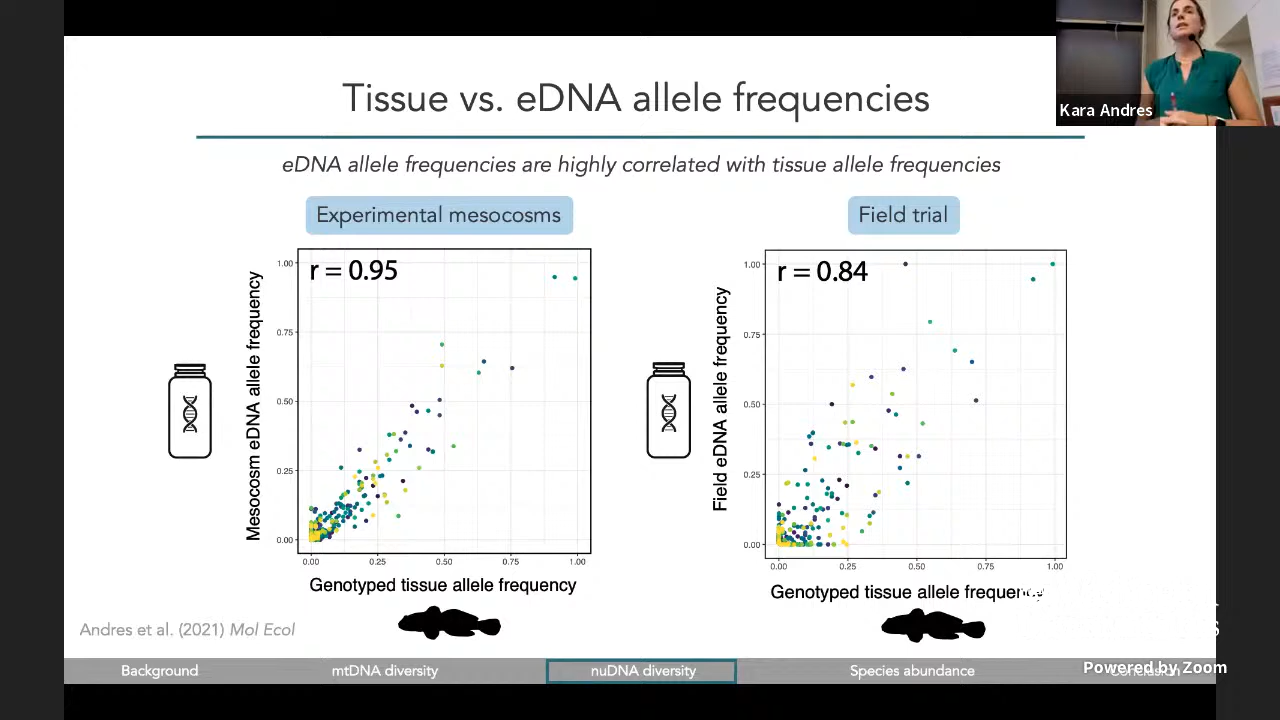 Tissue vs. eDNA allele frequencies
Kara Andres
eDNA allele frequencies are highly correlated with tissue allele frequencies
Experimental mesocosms
Field trial
r = 0.95
r = 0.84
Mesocosm eDNA allele frequency
1.00
0.75
0.50
0.25
0.00
0.00 0.25 0.50 0.75 1.00
Genotyped tissue allele frequency
Field eDNA allele frequency
1.00
0.75
0.50
0.25
0.00
0.00 0.25 0.50 0.75 1.00
Genotyped tissue allele frequency
Andres et al. (2021) Mol Ecol
Background
mtDNA diversity
nuDNA diversity
Species abundance
Conclusion
Powered by Zoom